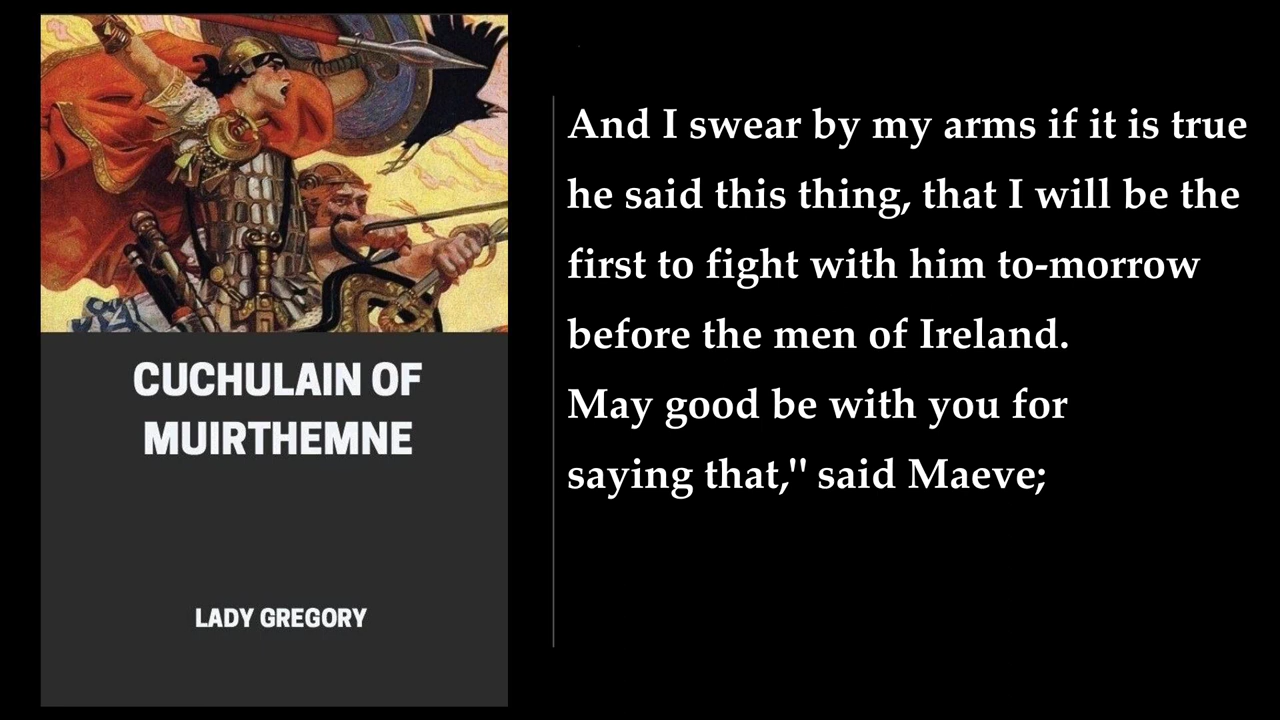 CUCHULAIN OF
MUIRTHEMNE
LADY GREGORY
And I swear by my arms if it is true
he said this thing, that I will be the
first to fight with him to-morrow
before the men of Ireland.
May good be with you for
saying that," said Maeve;